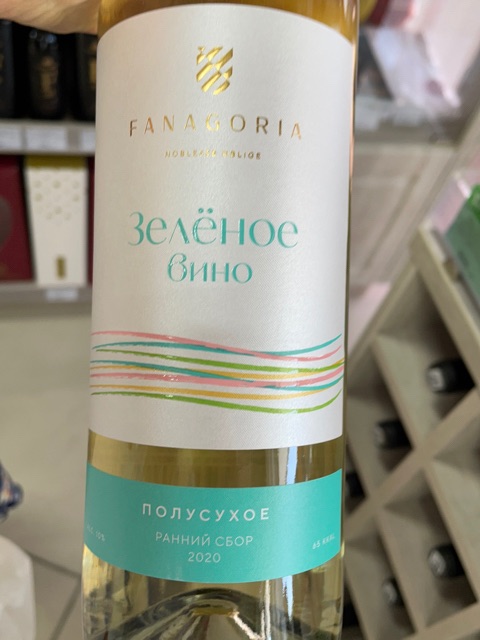 FANAGORIA
NOBLESSE OBLIGE
Зелёное
вино
ПОЛУСУХОЕ
РАННИЙ СБОР
2020